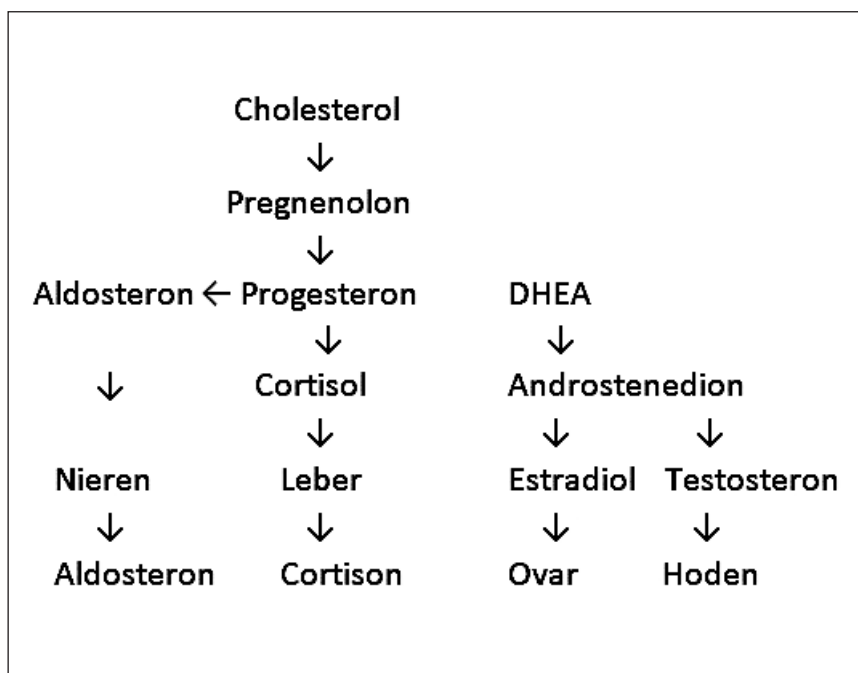 Cholesterol
↓
Pregnenolon
↓
Aldosteron ← Progesteron DHEA
↓ ↓
↓ Cortisol Androstenedion
↓ ↓ ↓
Nieren Leber Estradiol Testosteron
↓ ↓ ↓ ↓
Aldosteron Cortison Ovar Hoden